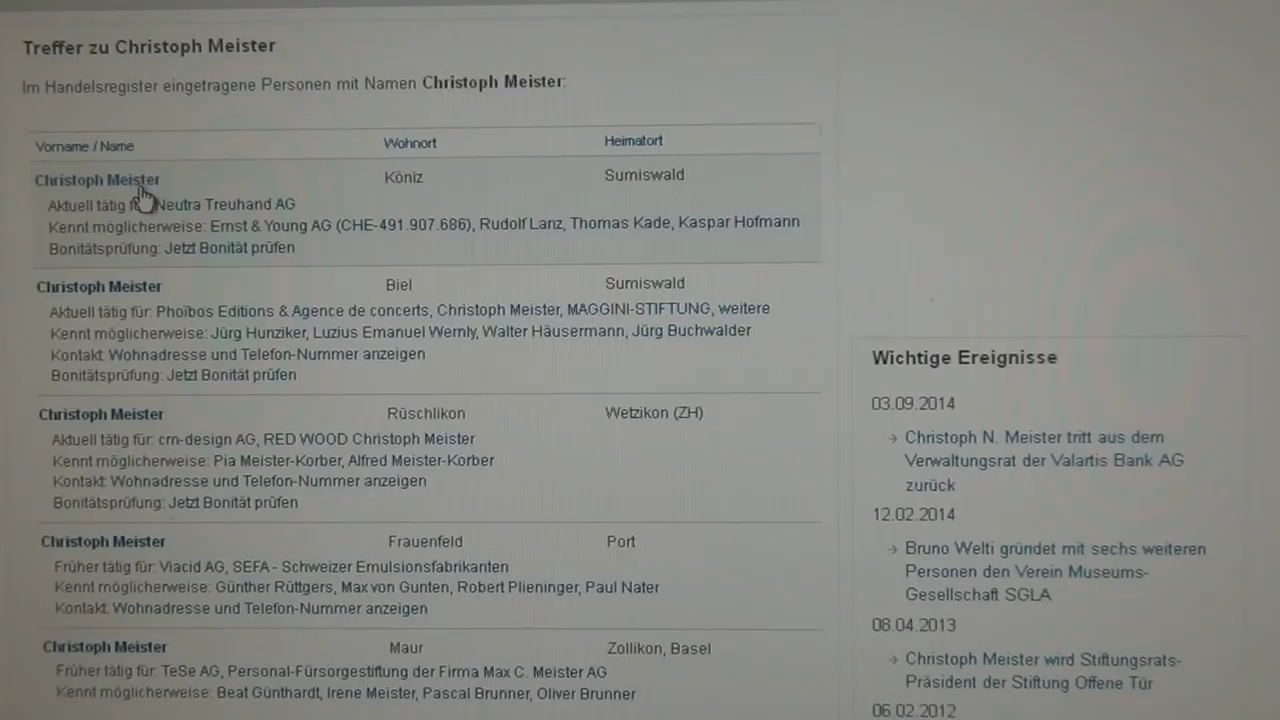 Treffer zu Christoph Meister
Im Handelsregister eingetragene Personen mit Namen Christoph Meister:
Vorname / Name Wohnort Heimatort
Christoph Meister Köniz Sumiswald
Aktuell tätig Neutra Treuhand AG
Kennt möglicherweise: Ernst & Young AG (CHE-491.907.686), Rudolf Lanz, Thomas Kade, Kaspar Hofmann
Bonitätsprüfung: Jetzt Bonität prüfen
Christoph Meister Biel Sumiswald
Aktuell tätig für: Phoïbos Editions & Agence de concerts, Christoph Meister, MAGGINI-STIFTUNG, weitere
Kennt möglicherweise: Jürg Hunziker, Luzius Emanuel Wernly, Walter Häusermann, Jürg Buchwalder
Kontakt: Wohnadresse und Telefon-Nummer anzeigen
Bonitätsprüfung: Jetzt Bonität prüfen
Christoph Meister Rüschlikon Wetzikon (ZH)
Aktuell tätig für: cm-design AG, RED WOOD Christoph Meister
Kennt möglicherweise: Pia Meister-Korber, Alfred Meister-Korber
Kontakt: Wohnadresse und Telefon-Nummer anzeigen
Bonitätsprüfung: Jetzt Bonität prüfen
Christoph Meister Frauenfeld Port
Früher tätig für: Viacid AG, SEFA - Schweizer Emulsionsfabrikanten
Kennt möglicherweise: Günther Rüttgers, Max von Gunten, Robert Plieninger, Paul Nater
Kontakt: Wohnadresse und Telefon-Nummer anzeigen
Christoph Meister Maur Zollikon, Basel
Früher tätig für: TeSe AG, Personal-Fürsorgestiftung der Firma Max C. Meister AG
Kennt möglicherweise: Beat Günthardt, Irene Meister, Pascal Brunner, Oliver Brunner
Wichtige Ereignisse
03.09.2014
→ Christoph N. Meister tritt aus dem
Verwaltungsrat der Valartis Bank AG
zurück
12.02.2014
→ Bruno Welti gründet mit sechs weiteren
Personen den Verein Museums-
Gesellschaft SGLA
08.04.2013
→ Christoph Meister wird Stiftungsrats-
Präsident der Stiftung Offene Tür
06.02.2012